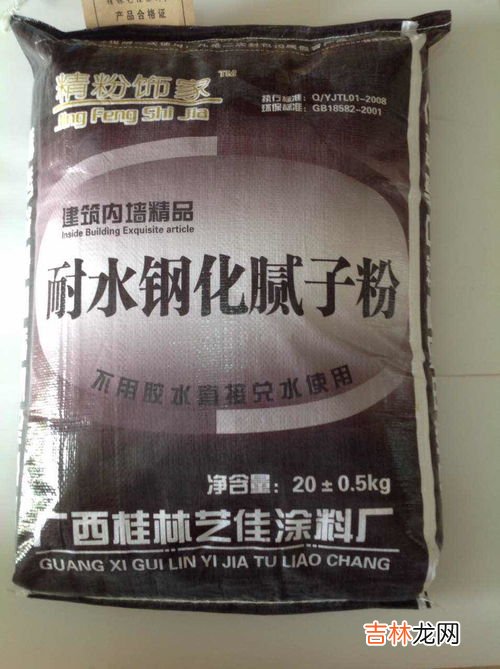 产品合格证
精粉饰家™
Jing Feng Shi Jia
执行标准: Q/YJTL01-2008
环保标准: GB18582-2001
建筑内墙精品
Inside Building Exquisite article
耐水钢化腻子粉
不用胶水直接兑水使用
净含量: 20±0.5kg
广西桂林艺佳涂料厂
GUANG XI GUI LIN YI JIA TU LIAO CHANG
吉林龙网